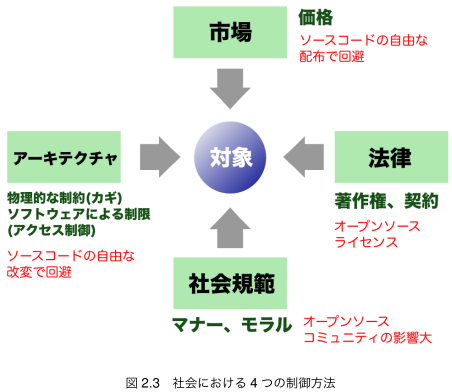 市場
価格
ソースコードの自由な
配布で回避
アーキテクチャ
物理的な制約(カギ)
ソフトウェアによる制限
(アクセス制御)
ソースコードの自由な
改変で回避
対象
法律
著作権、契約
オープンソース
ライセンス
社会規範
マナー、モラル
オープンソース
コミュニティの影響大
図 2.3　社会における 4 つの制御方法